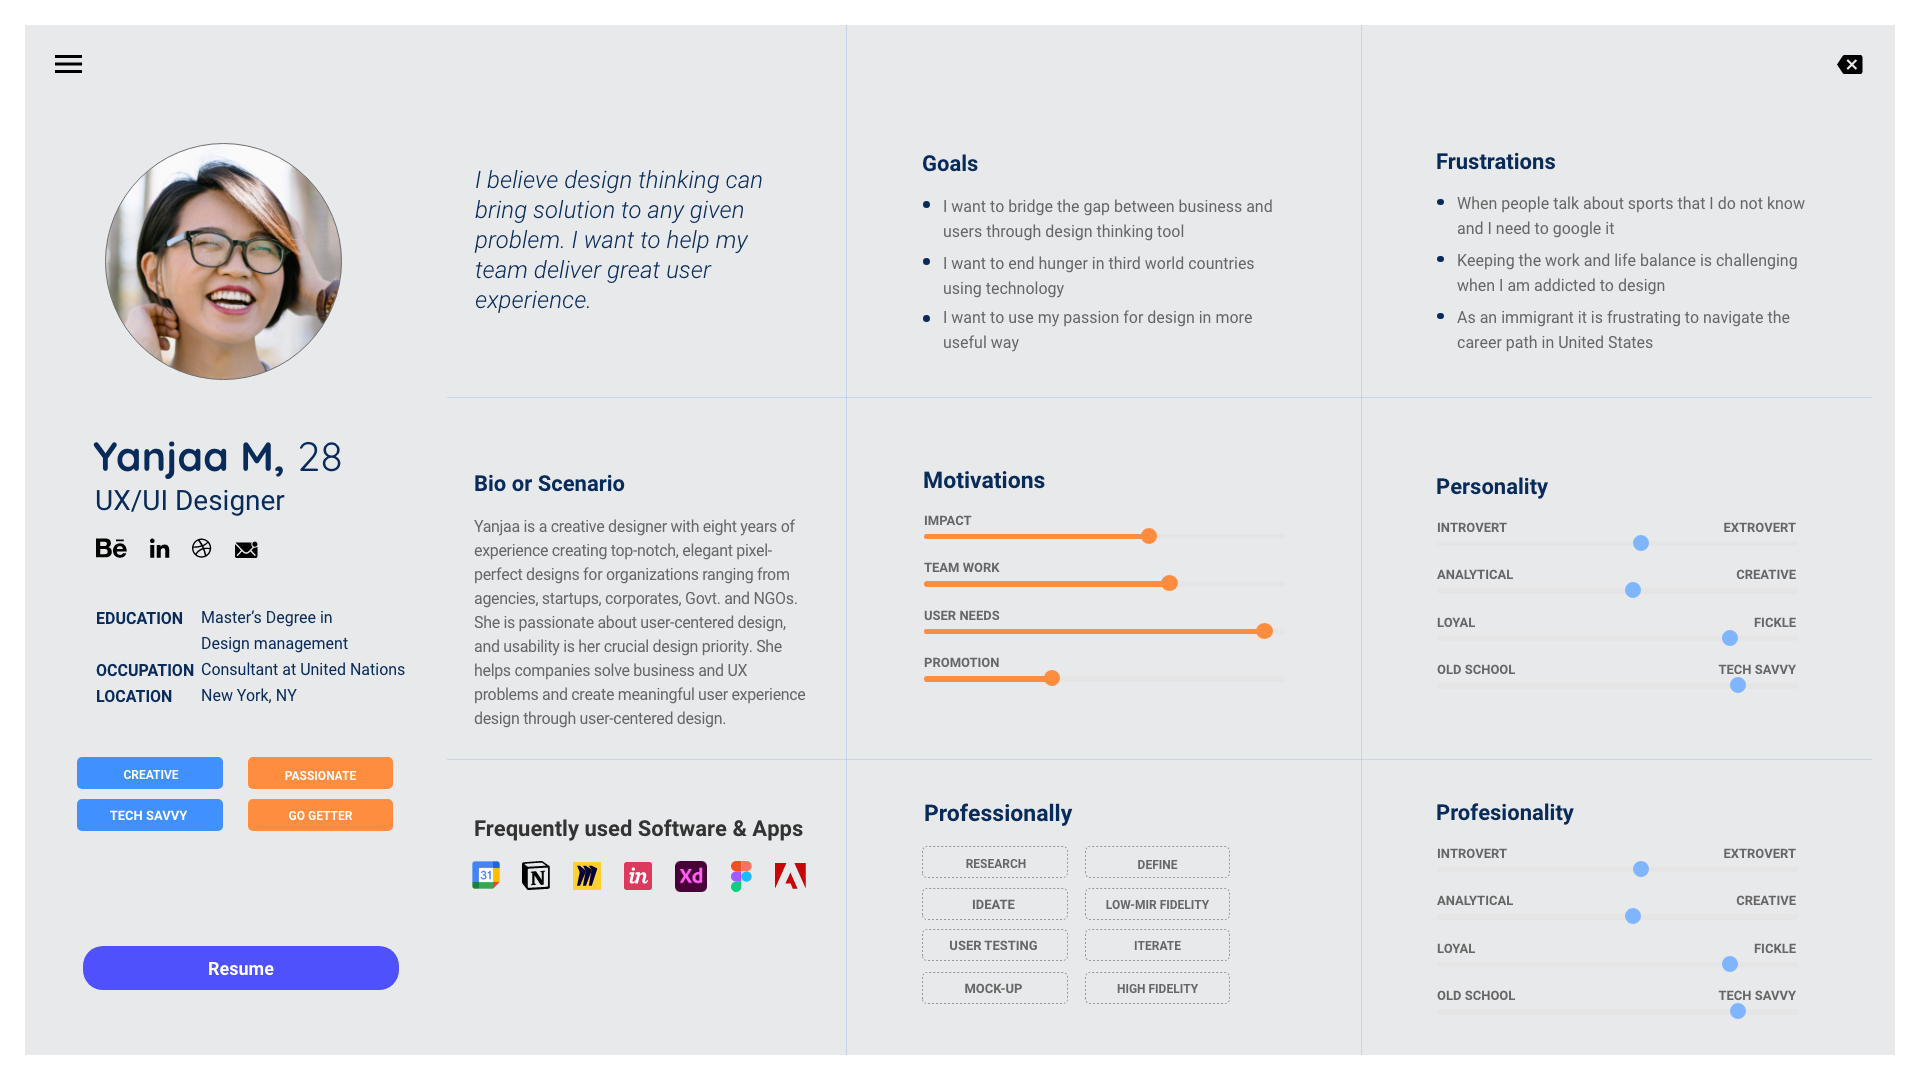 I believe design thinking can
bring solution to any given
problem. I want to help my
team deliver great user
experience.
Goals
I want to bridge the gap between business and
users through design thinking tool
I want to end hunger in third world countries
using technology
I want to use my passion for design in more
useful way
Frustrations
When people talk about sports that I do not know
and I need to google it
Keeping the work and life balance is challenging
when I am addicted to design
As an immigrant it is frustrating to navigate the
career path in United States
Yanjaa M, 28
UX/UI Designer
Bē in
EDUCATION Master’s Degree in
Design management
OCCUPATION Consultant at United Nations
LOCATION New York, NY
CREATIVE PASSIONATE
TECH SAVVY GO GETTER
Resume
Bio or Scenario
Yanjaa is a creative designer with eight years of
experience creating top-notch, elegant pixel-
perfect designs for organizations ranging from
agencies, startups, corporates, Govt. and NGOs.
She is passionate about user-centered design,
and usability is her crucial design priority. She
helps companies solve business and UX
problems and create meaningful user experience
design through user-centered design.
Motivations
IMPACT
TEAM WORK
USER NEEDS
PROMOTION
Personality
INTROVERT EXTROVERT
ANALYTICAL CREATIVE
LOYAL FICKLE
OLD SCHOOL TECH SAVVY
Frequently used Software & Apps
31 N in Xd
Professionally
RESEARCH DEFINE
IDEATE LOW-MIR FIDELITY
USER TESTING ITERATE
MOCK-UP HIGH FIDELITY
Profesionality
INTROVERT EXTROVERT
ANALYTICAL CREATIVE
LOYAL FICKLE
OLD SCHOOL TECH SAVVY